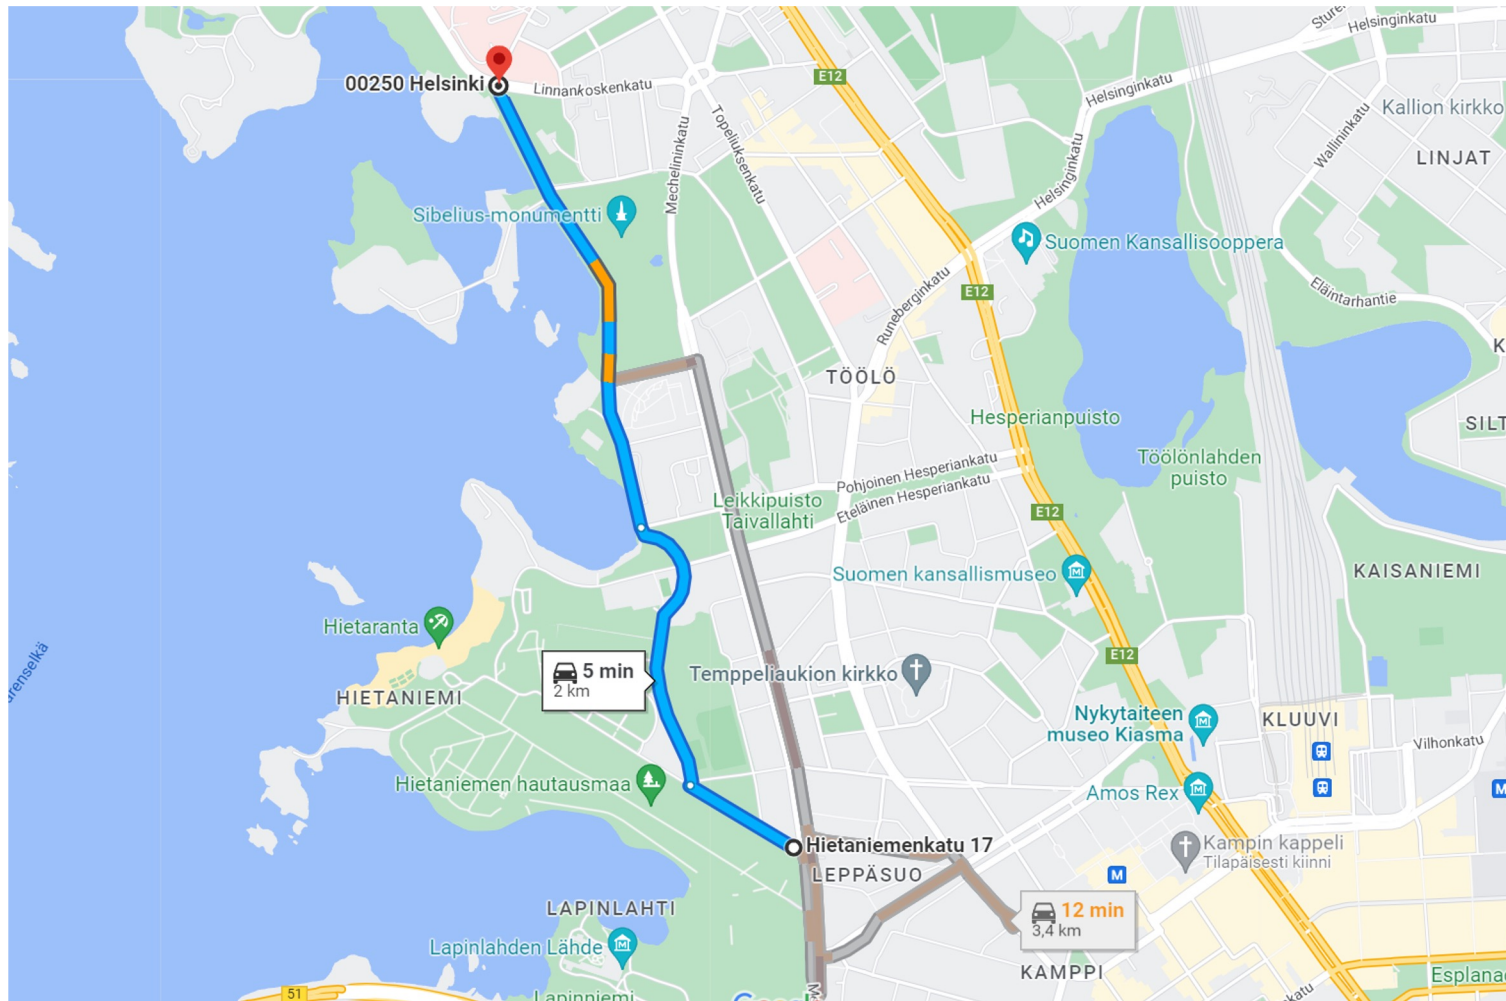 Helsinginkatu
E12
00250 Helsinki
Linnankoskenkatu
Helsinginkatu
Kallion kirkko
Mechelininkatu
Topeliuksenkatu
Wallininkatu
LINJAT
Helsinginkatu
Sibelius-monumentti
Suomen Kansallisooppera
E12
Runeberginkatu
Eläintarhantie
TÖÖLÖ
Hesperianpuisto
Töölönlahden
puisto
Pohjoinen Hesperiankatu
Eteläinen Hesperiankatu
Leikkipuisto
Taivallahti
E12
Suomen kansallismuseo
KAISANIEMI
Hietaranta
E12
5 min
2 km
Temppeliaukion kirkko
HIETANIEMI
Nykytaiteen
museo Kiasma
KLUUVI
Vilhonkatu
Hietaniemen hautausmaa
Amos Rex
M
Hietaniemenkatu 17
Kampin kappeli
Tilapäisesti kiinni
LEPPÄSUO
M
LAPINLAHTI
12 min
3,4 km
Lapinlahden Lähde
KAMPPI
51
Lapinniemi